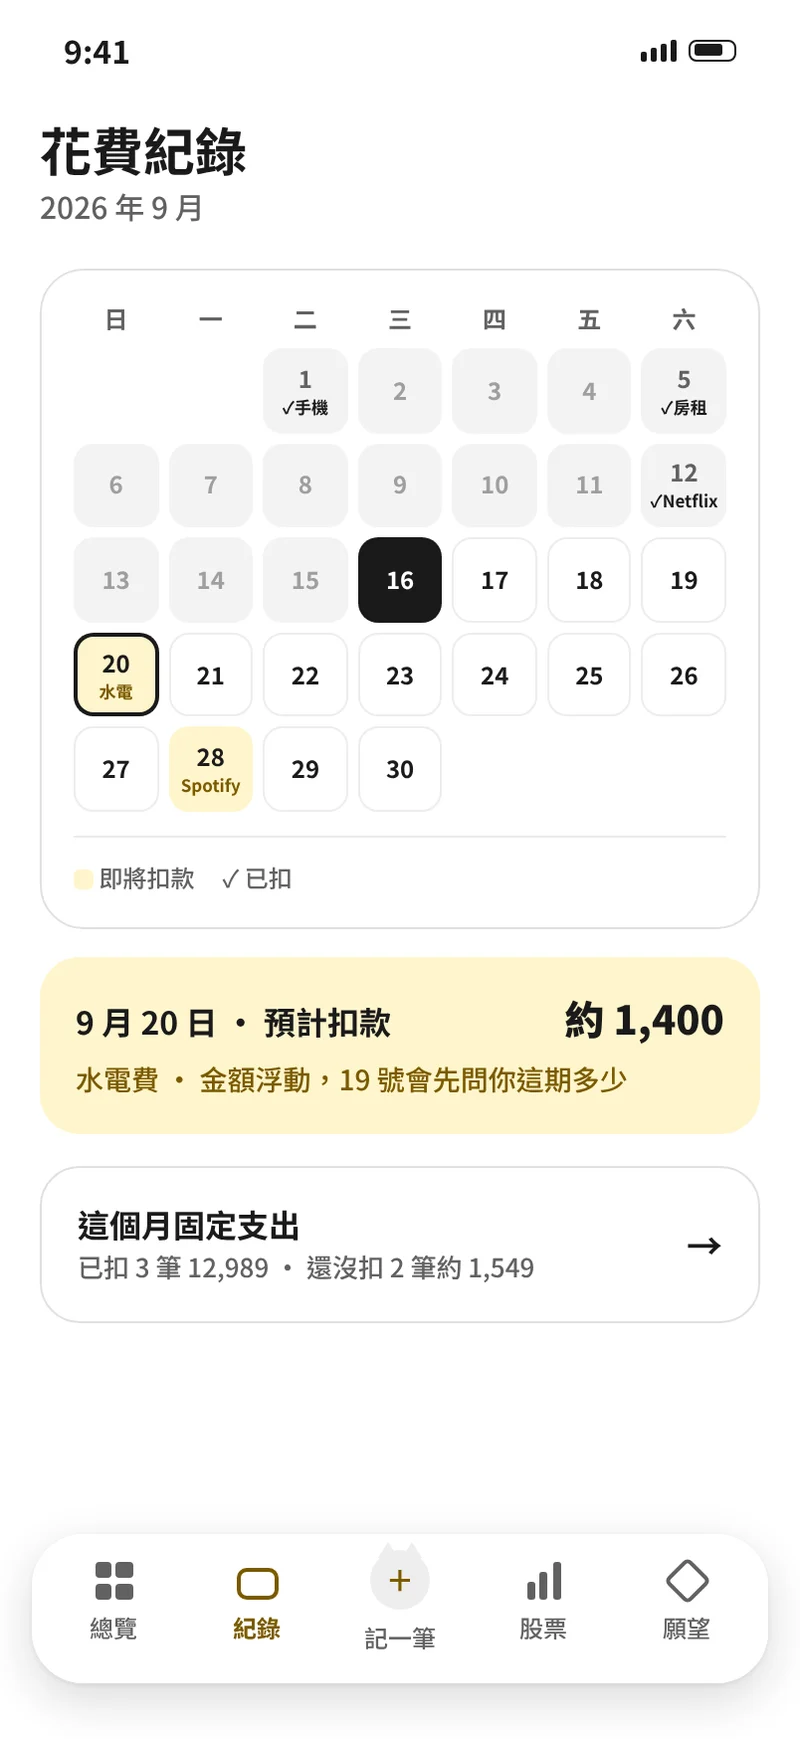 9:41
花費紀錄
2026 年 9 月
日 一 二 三 四 五 六
1 2 3 4 5
✓手機 ✓房租
6 7 8 9 10 11 12
✓Netflix
13 14 15 16 17 18 19
20 21 22 23 24 25 26
水電
27 28 29 30
Spotify
即將扣款 ✓ 已扣
9 月 20 日 · 預計扣款 約 1,400
水電費 · 金額浮動，19 號會先問你這期多少
這個月固定支出
已扣 3 筆 12,989 · 還沒扣 2 筆約 1,549 →
+
總覽 紀錄 記一筆 股票 願望